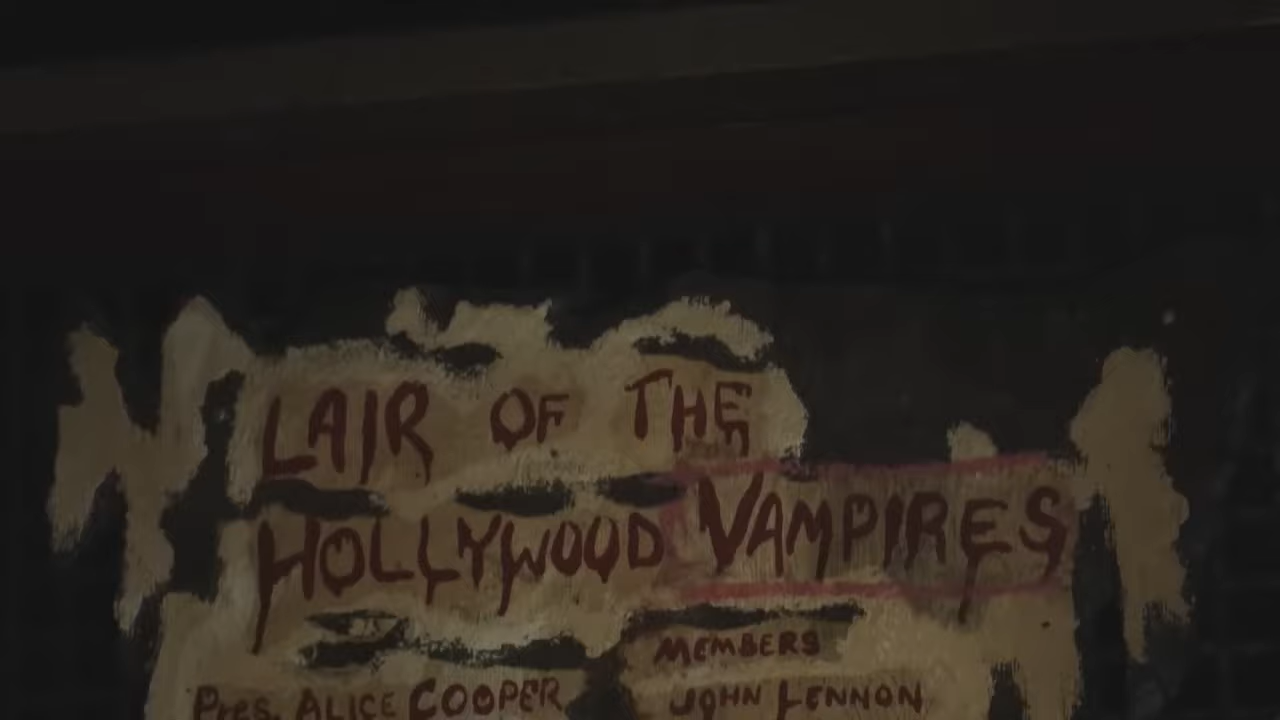 LAIR OF THE
HOLLYWOOD VAMPIRES
MEMBERS
Pres. ALICE COOPER
JOHN LENNON